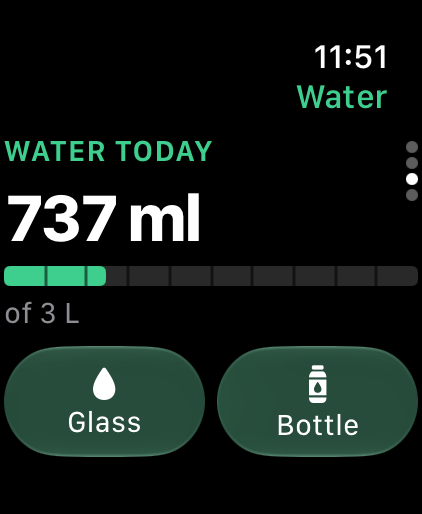 11:51
Water
WATER TODAY
737 ml
of 3 L
Glass
Bottle